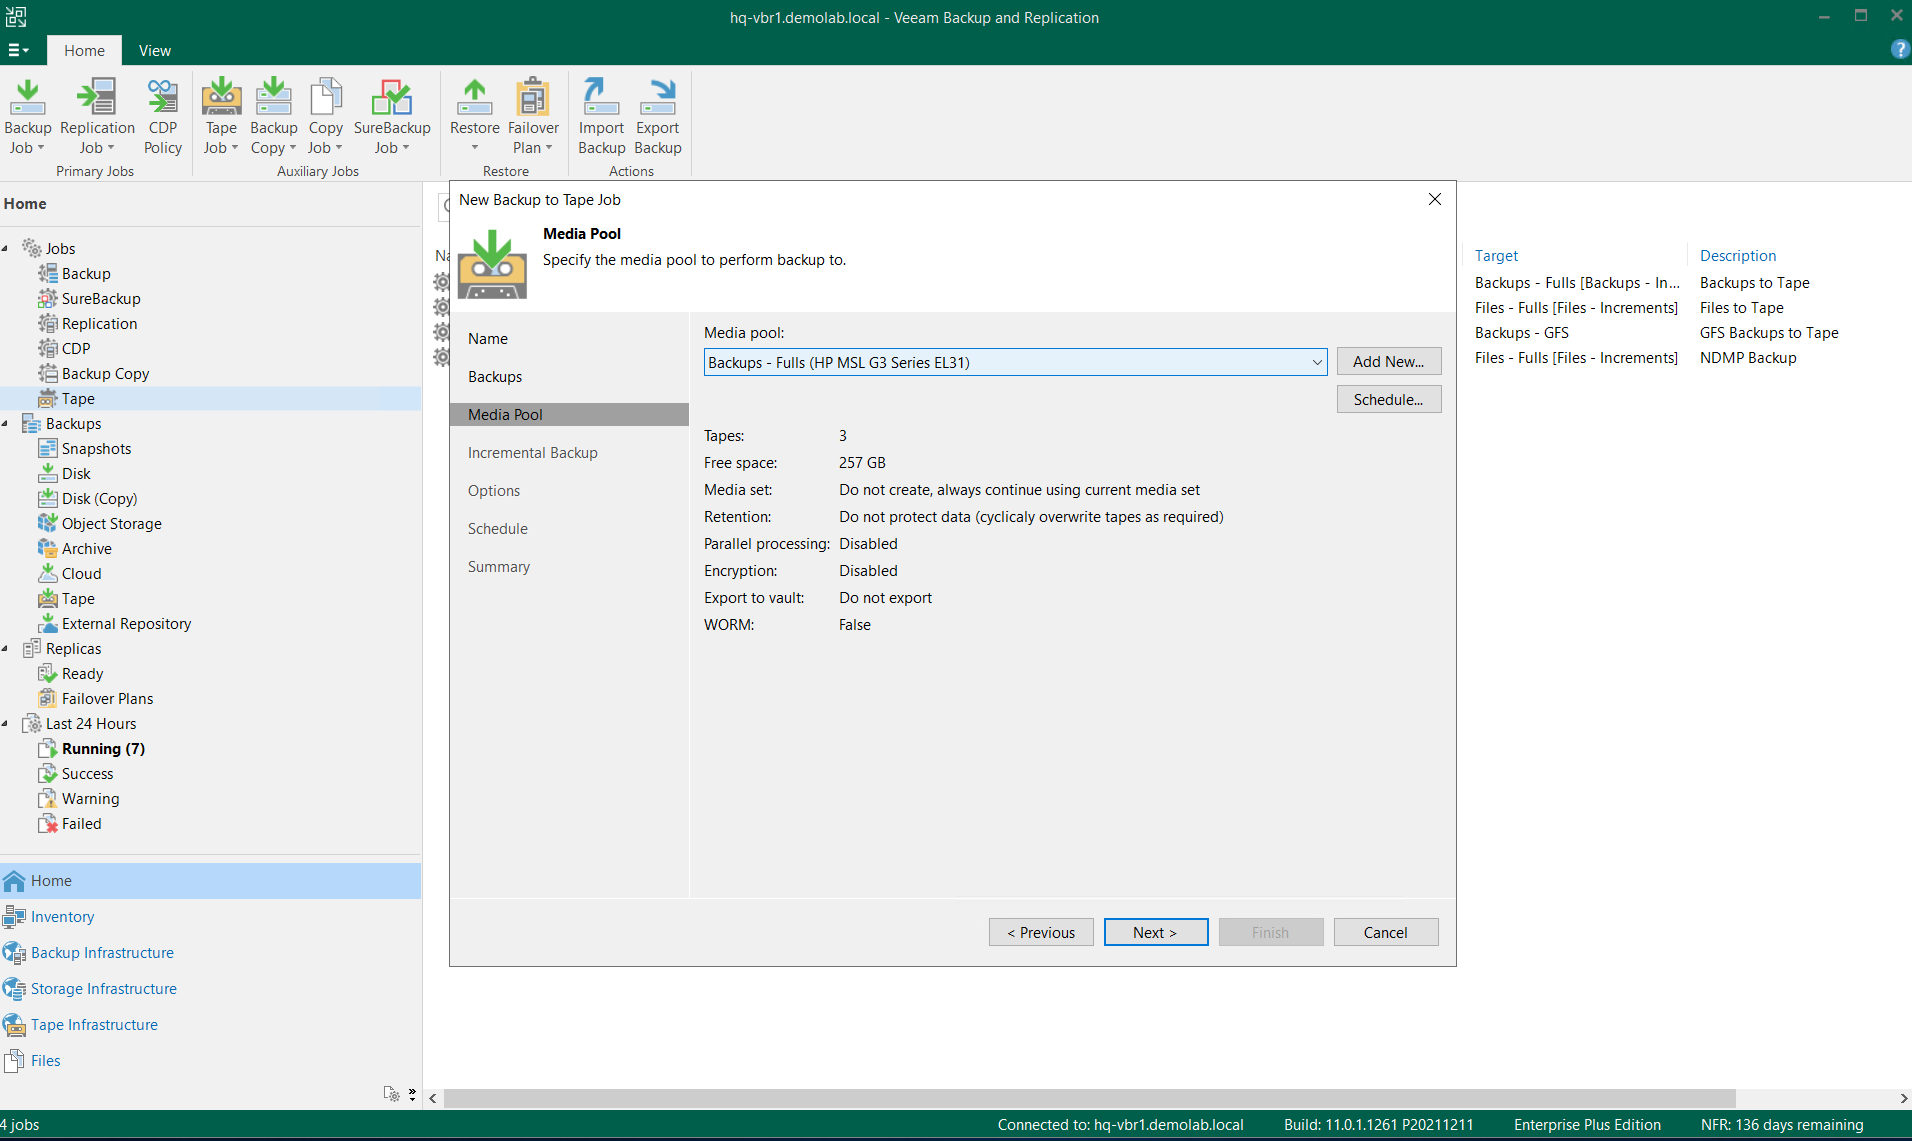 hq-vbr1.demolab.local - Veeam Backup and Replication
Home
View
Backup Job
Replication Job
CDP Policy
Primary Jobs
Tape Job
Backup Copy
Copy Job
SureBackup Job
Auxiliary Jobs
Restore
Failover Plan
Restore
Import Backup
Export Backup
Actions
Home
Jobs
Backup
SureBackup
Replication
CDP
Backup Copy
Tape
Backups
Snapshots
Disk
Disk (Copy)
Object Storage
Archive
Cloud
Tape
External Repository
Replicas
Ready
Failover Plans
Last 24 Hours
Running (7)
Success
Warning
Failed
Home
Inventory
Backup Infrastructure
Storage Infrastructure
Tape Infrastructure
Files
New Backup to Tape Job
Media Pool
Specify the media pool to perform backup to.
Name
Backups
Media Pool
Incremental Backup
Options
Schedule
Summary
Media pool:
Backups - Fulls (HP MSL G3 Series EL31)
Add New...
Schedule...
Tapes: 3
Free space: 257 GB
Media set: Do not create, always continue using current media set
Retention: Do not protect data (cyclicaly overwrite tapes as required)
Parallel processing: Disabled
Encryption: Disabled
Export to vault: Do not export
WORM: False
< Previous
Next >
Finish
Cancel
Target Description
Backups - Fulls [Backups - In... Backups to Tape
Files - Fulls [Files - Increments] Files to Tape
Backups - GFS GFS Backups to Tape
Files - Fulls [Files - Increments] NDMP Backup
4 jobs
Connected to: hq-vbr1.demolab.local
Build: 11.0.1.1261 P20211211
Enterprise Plus Edition
NFR: 136 days remaining